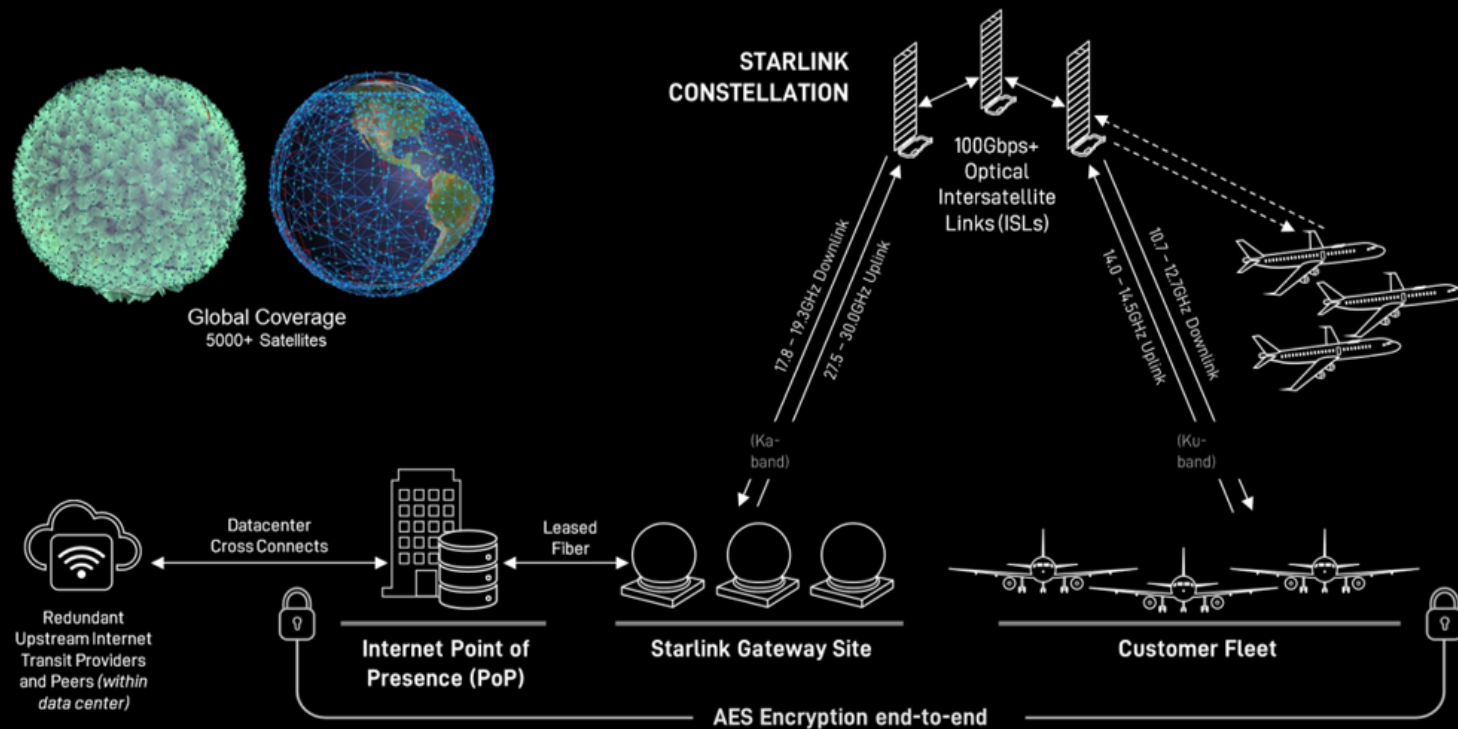 STARLINK
CONSTELLATION
100Gbps+
Optical
Intersatellite
Links (ISLs)
Global Coverage
5000+ Satellites
17.8 – 19.3GHz Downlink
27.5 – 30.0GHz Uplink
14.0 – 14.5GHz Uplink
10.7 – 12.7GHz Downlink
(Ka-
band)
(Ku-
band)
Datacenter
Cross Connects
Leased
Fiber
Redundant
Upstream Internet
Transit Providers
and Peers (within
data center)
Internet Point of
Presence (PoP)
Starlink Gateway Site
Customer Fleet
AES Encryption end-to-end